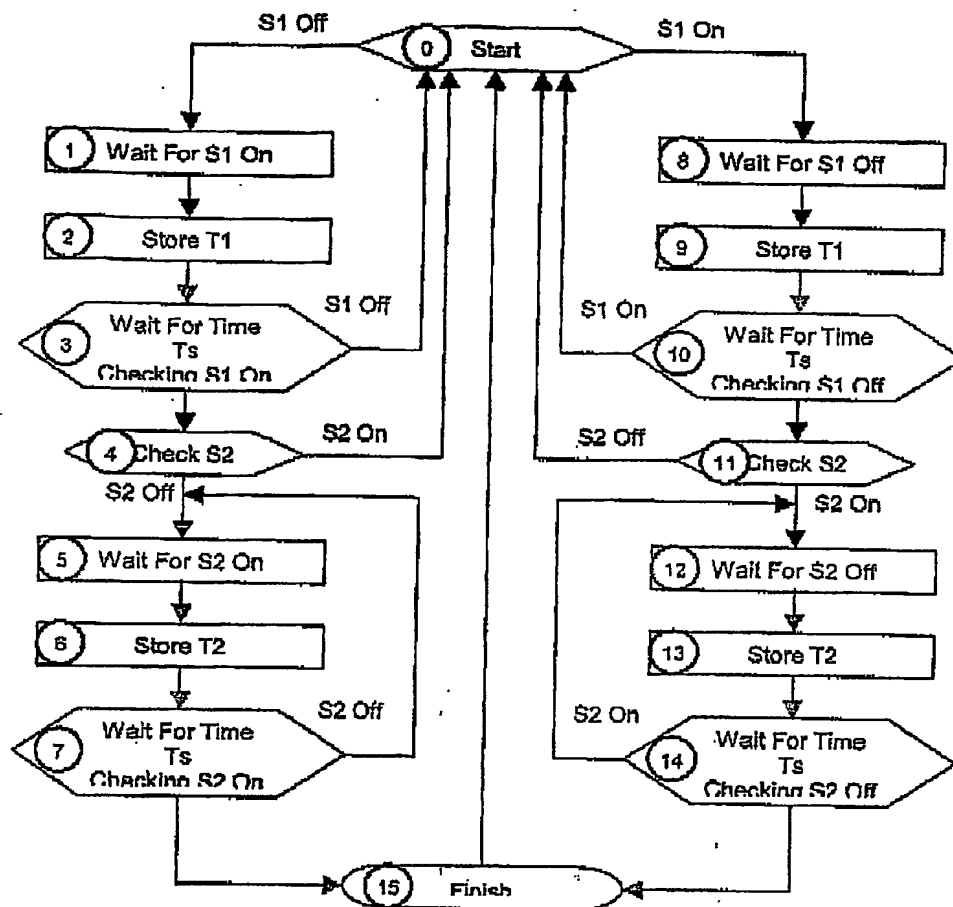 S1 Off
0 Start
S1 On
1 Wait For S1 On
8 Wait For S1 Off
2 Store T1
9 Store T1
S1 Off
S1 On
3 Wait For Time
Ts
Checking S1 On
10 Wait For Time
Ts
Checking S1 Off
S2 On
S2 Off
4 Check S2
11 Check S2
S2 Off
S2 On
5 Wait For S2 On
12 Wait For S2 Off
6 Store T2
13 Store T2
S2 Off
S2 On
7 Wait For Time
Ts
Checking S2 On
14 Wait For Time
Ts
Checking S2 Off
15 Finish